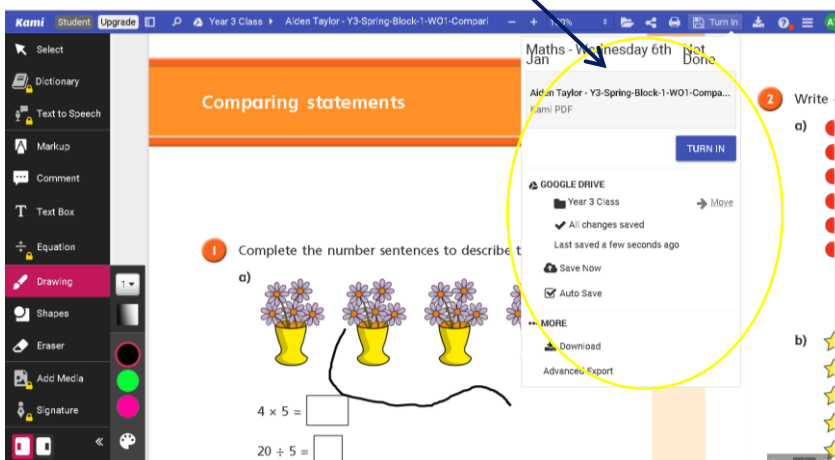 Kami Student Upgrade Year 3 Class Aiden Taylor - Y3-Spring-Block-1-WO1-Compari − + Turn In
Select
Dictionary
Text to Speech
Markup
Comment
Text Box
Equation
Drawing
1
Shapes
Eraser
Add Media
Signature
Comparing statements
1 Complete the number sentences to describe t
a)
4 × 5 =
20 ÷ 5 =
Maths - Wednesday 6th Not
Jan Done
Aiden Taylor - Y3-Spring-Block-1-WO1-Compa...
Kami PDF
TURN IN
GOOGLE DRIVE
Year 3 Class Move
All changes saved
Last saved a few seconds ago
Save Now
Auto Save
••• MORE
Download
Advanced Export
2 Write
a)
b)